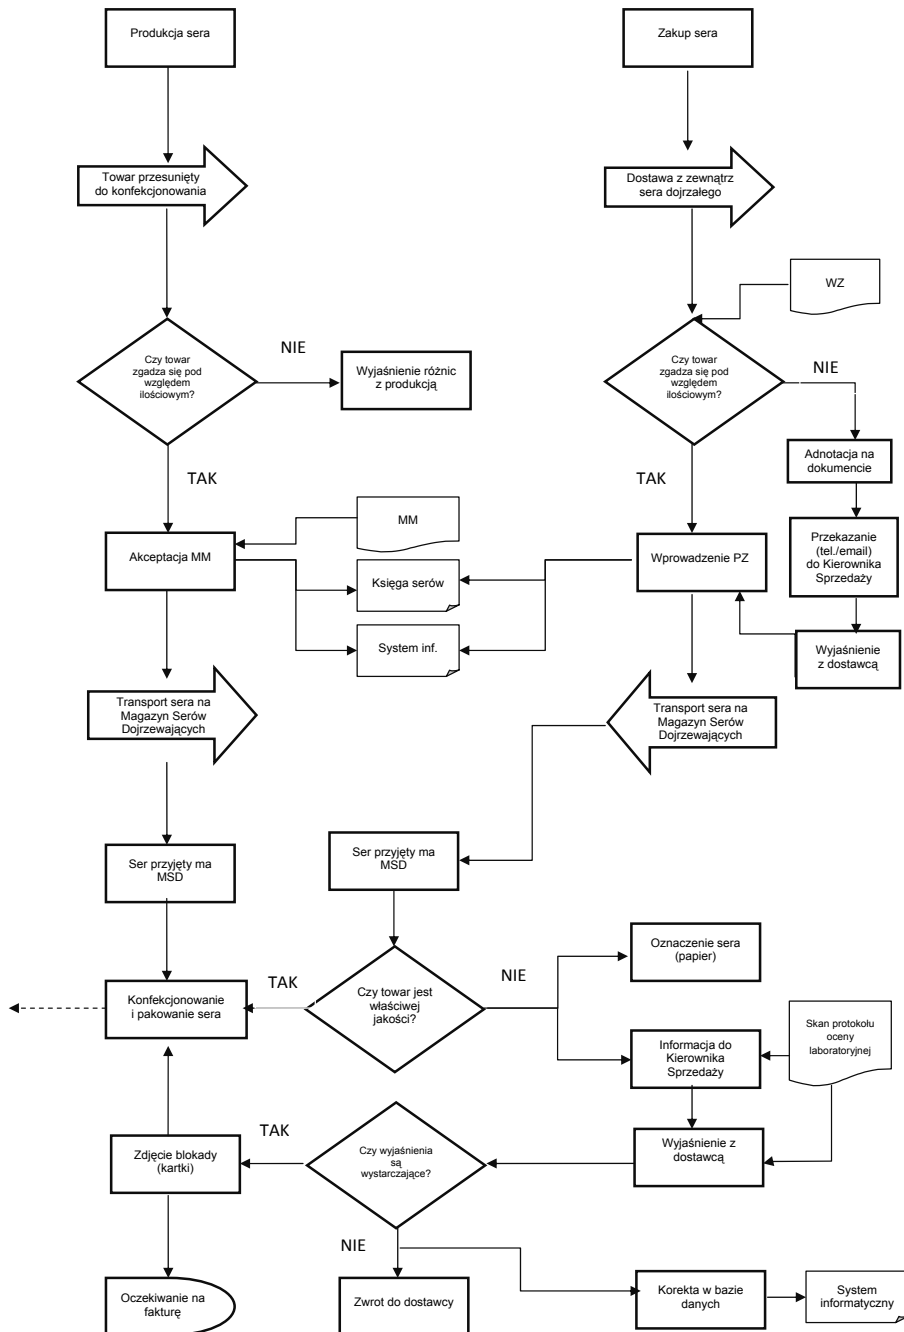 Produkcja sera
Zakup sera
Towar przesunięty
do konfekcjonowania
Dostawa z zewnątrz
sera dojrzałego
WZ
Czy towar
zgadza się pod
względem
ilościowym?
NIE
Wyjaśnienie różnic
z produkcją
Czy towar
zgadza się pod
względem
ilościowym?
NIE
Adnotacja na
dokumencie
TAK
TAK
MM
Akceptacja MM
Księga serów
System inf.
Wprowadzenie PZ
Przekazanie
(tel./email)
do Kierownika
Sprzedaży
Wyjaśnienie
z dostawcą
Transport sera na
Magazyn Serów
Dojrzewających
Transport sera na
Magazyn Serów
Dojrzewających
Ser przyjęty ma
MSD
Ser przyjęty ma
MSD
Konfekcjonowanie
i pakowanie sera
TAK
Czy towar jest
właściwej
jakości?
NIE
Oznaczenie sera
(papier)
Informacja do
Kierownika
Sprzedaży
Skan protokołu
oceny
laboratoryjnej
Zdjęcie blokady
(kartki)
TAK
Czy wyjaśnienia
są
wystarczające?
Wyjaśnienie z
dostawcą
NIE
Oczekiwanie na
fakturę
Zwrot do dostawcy
Korekta w bazie
danych
System
informatyczny